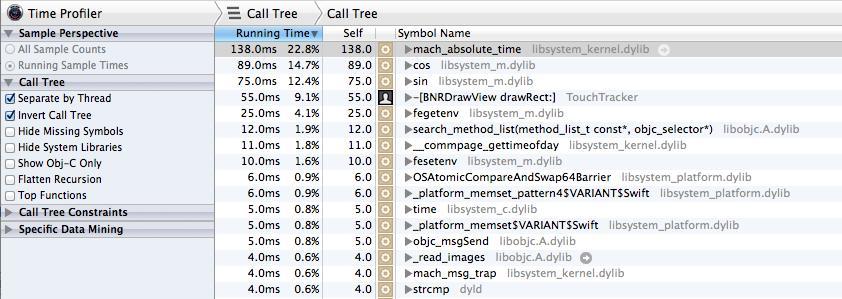 Time Profiler Call Tree Call Tree
Sample Perspective
All Sample Counts
Running Sample Times
Call Tree
Separate by Thread
Invert Call Tree
Hide Missing Symbols
Hide System Libraries
Show Obj-C Only
Flatten Recursion
Top Functions
Call Tree Constraints
Specific Data Mining
Running Time Self Symbol Name
138.0ms 22.8% 138.0 mach_absolute_time libsystem_kernel.dylib
89.0ms 14.7% 89.0 cos libsystem_m.dylib
75.0ms 12.4% 75.0 sin libsystem_m.dylib
55.0ms 9.1% 55.0 -[BNRDrawView drawRect:] TouchTracker
25.0ms 4.1% 25.0 fegetenv libsystem_m.dylib
12.0ms 1.9% 12.0 search_method_list(method_list_t const*, objc_selector*) libobjc.A.dylib
11.0ms 1.8% 11.0 __commpage_gettimeofday libsystem_kernel.dylib
10.0ms 1.6% 10.0 fesetenv libsystem_m.dylib
6.0ms 0.9% 6.0 OSAtomicCompareAndSwap64Barrier libsystem_platform.dylib
6.0ms 0.9% 6.0 _platform_memset_pattern4$VARIANT$Swift libsystem_platform.dylib
5.0ms 0.8% 5.0 time libsystem_c.dylib
5.0ms 0.8% 5.0 _platform_memset$VARIANT$Swift libsystem_platform.dylib
5.0ms 0.8% 5.0 objc_msgSend libobjc.A.dylib
4.0ms 0.6% 4.0 _read_images libobjc.A.dylib
4.0ms 0.6% 4.0 mach_msg_trap libsystem_kernel.dylib
4.0ms 0.6% 4.0 strcmp dyld